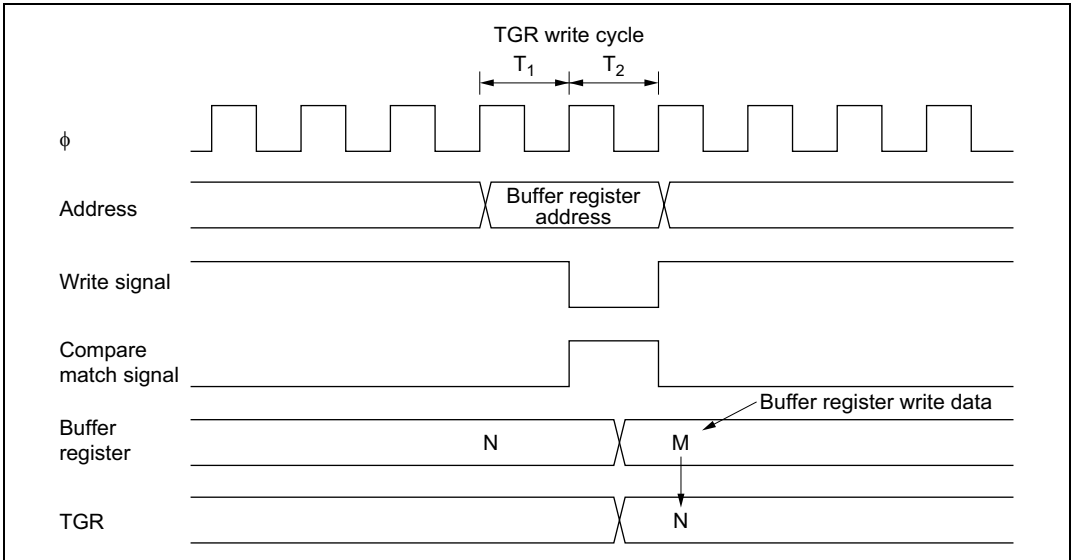 TGR write cycle
T1 T2
ϕ
Address
Buffer register
address
Write signal
Compare
match signal
Buffer register write data
Buffer
register
N M
TGR
N